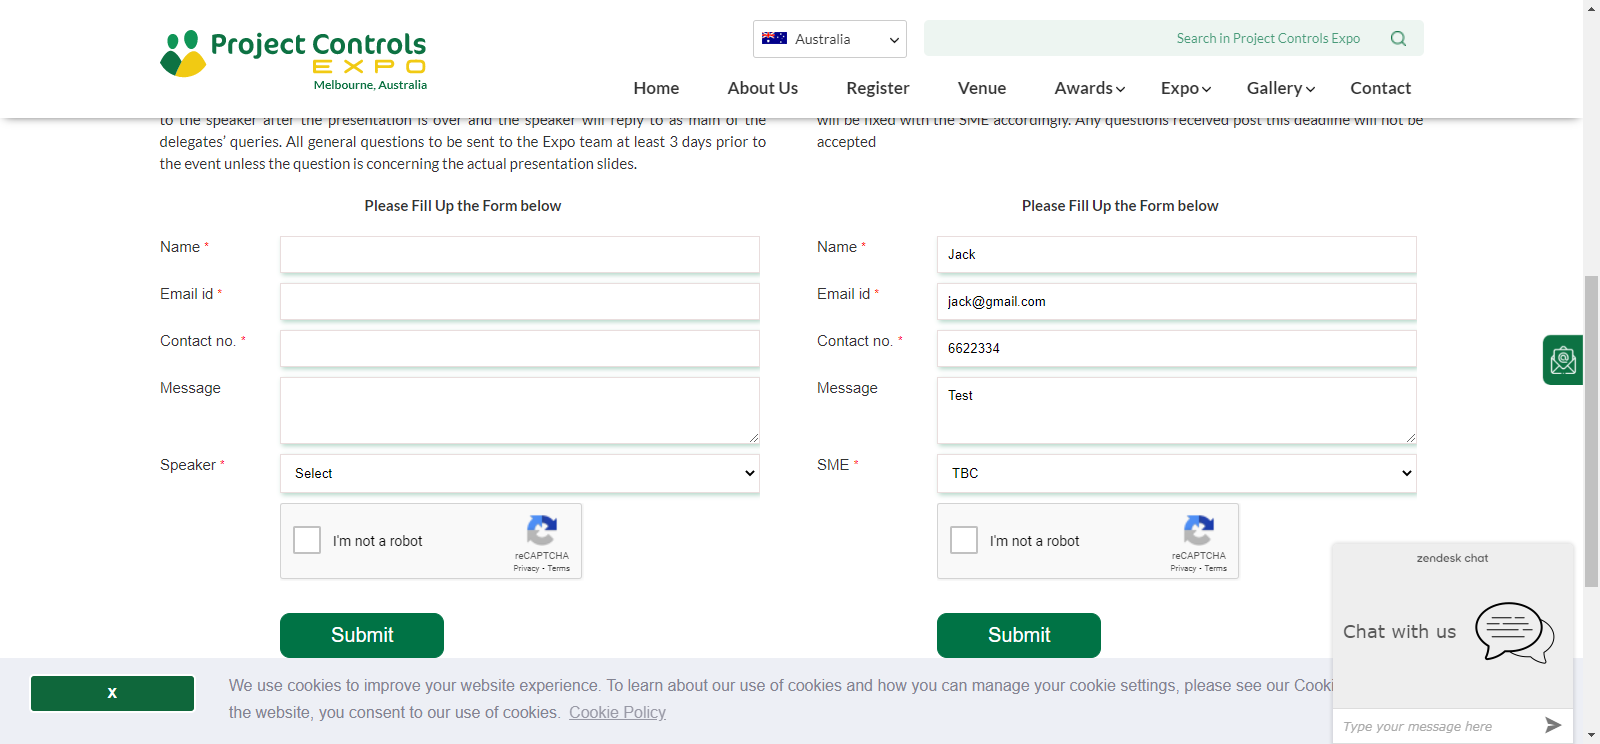 Project Controls
EXPO
Melbourne, Australia
Australia
Search in Project Controls Expo
Home About Us Register Venue Awards Expo Gallery Contact
to the speaker after the presentation is over and the speaker will reply to as main of the
delegates’ queries. All general questions to be sent to the Expo team at least 3 days prior to
the event unless the question is concerning the actual presentation slides.
will be fixed with the SME accordingly. Any questions received post this deadline will not be
accepted
Please Fill Up the Form below
Name *
Email id *
Contact no. *
Message
Speaker *
Select
I'm not a robot
reCAPTCHA
Privacy - Terms
Submit
Please Fill Up the Form below
Name *
Jack
Email id *
jack@gmail.com
Contact no. *
6622334
Message
Test
SME *
TBC
I'm not a robot
reCAPTCHA
Privacy - Terms
Submit
zendesk chat
Chat with us
Type your message here
x
We use cookies to improve your website experience. To learn about our use of cookies and how you can manage your cookie settings, please see our Cooki
the website, you consent to our use of cookies. Cookie Policy